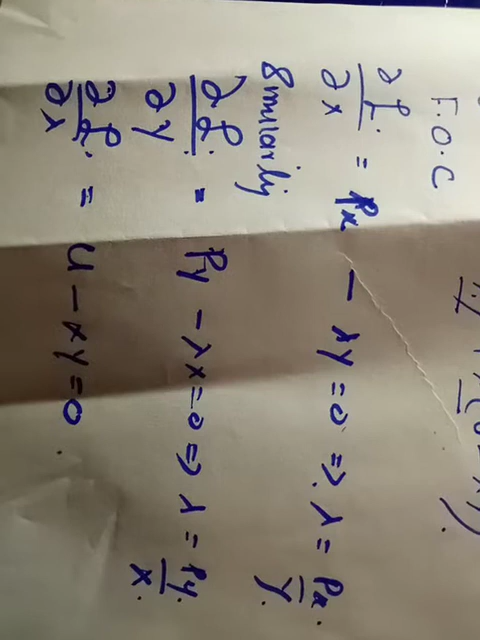 F.O.C
∂L/∂x = Px - λy = 0 => λ = Px/y.
Similarly
∂L/∂y = Py - λx = 0 => λ = Py/x.
∂L/∂x = U - xy = 0.